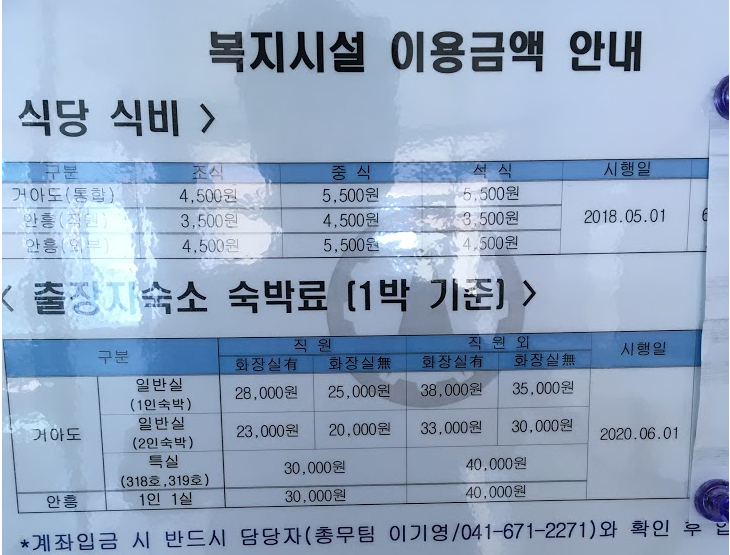 복지시설 이용금액 안내
식당 식비 >
구분 조식 중 식 석 식 시행일
거아도(통합) 4,500원 5,500원 5,500원 2018.05.01
안흥(직원) 3,500원 4,500원 3,500원
안흥(외부) 4,500원 5,500원 4,500원
< 출장자숙소 숙박료 (1박 기준) >
구분 직 원 직 원 외 시행일
화장실有 화장실無 화장실有 화장실無
거아도 일반실 (1인숙박) 28,000원 25,000원 38,000원 35,000원 2020.06.01
일반실 (2인숙박) 23,000원 20,000원 33,000원 30,000원
특실 (318호,319호) 30,000원 40,000원
안흥 1인 1실 30,000원 40,000원
*계좌입금 시 반드시 담당자(총무팀 이기영/041-671-2271)와 확인 후